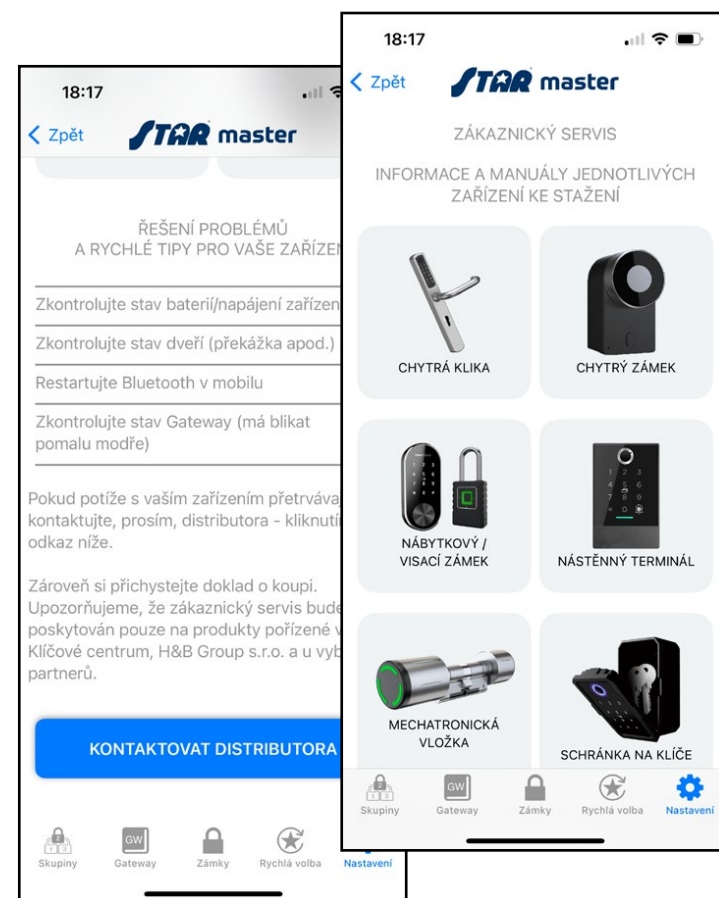 18:17
Zpět
STAR master
ŘEŠENÍ PROBLÉMŮ
A RYCHLÉ TIPY PRO VAŠE ZAŘÍZEN
Zkontrolujte stav baterií/napájení zařízen
Zkontrolujte stav dveří (překážka apod.)
Restartujte Bluetooth v mobilu
Zkontrolujte stav Gateway (má blikat
pomalu modře)
Pokud potíže s vaším zařízením přetrváva
kontaktujte, prosím, distributora - kliknutí
odkaz níže.
Zároveň si přichystejte doklad o koupi.
Upozorňujeme, že zákaznický servis bude
poskytován pouze na produkty pořízené v
Klíčové centrum, H&B Group s.r.o. a u vyb
partnerů.
KONTAKTOVAT DISTRIBUTORA
GW
Skupiny Gateway Zámky Rychlá volba Nastavení
18:17
Zpět
STAR master
ZÁKAZNICKÝ SERVIS
INFORMACE A MANUÁLY JEDNOTLIVÝCH
ZAŘÍZENÍ KE STAŽENÍ
CHYTRÁ KLIKA
CHYTRÝ ZÁMEK
NÁBYTKOVÝ /
VISACÍ ZÁMEK
NÁSTĚNNÝ TERMINÁL
MECHATRONICKÁ
VLOŽKA
SCHRÁNKA NA KLÍČE
GW
Skupiny Gateway Zámky Rychlá volba Nastavení